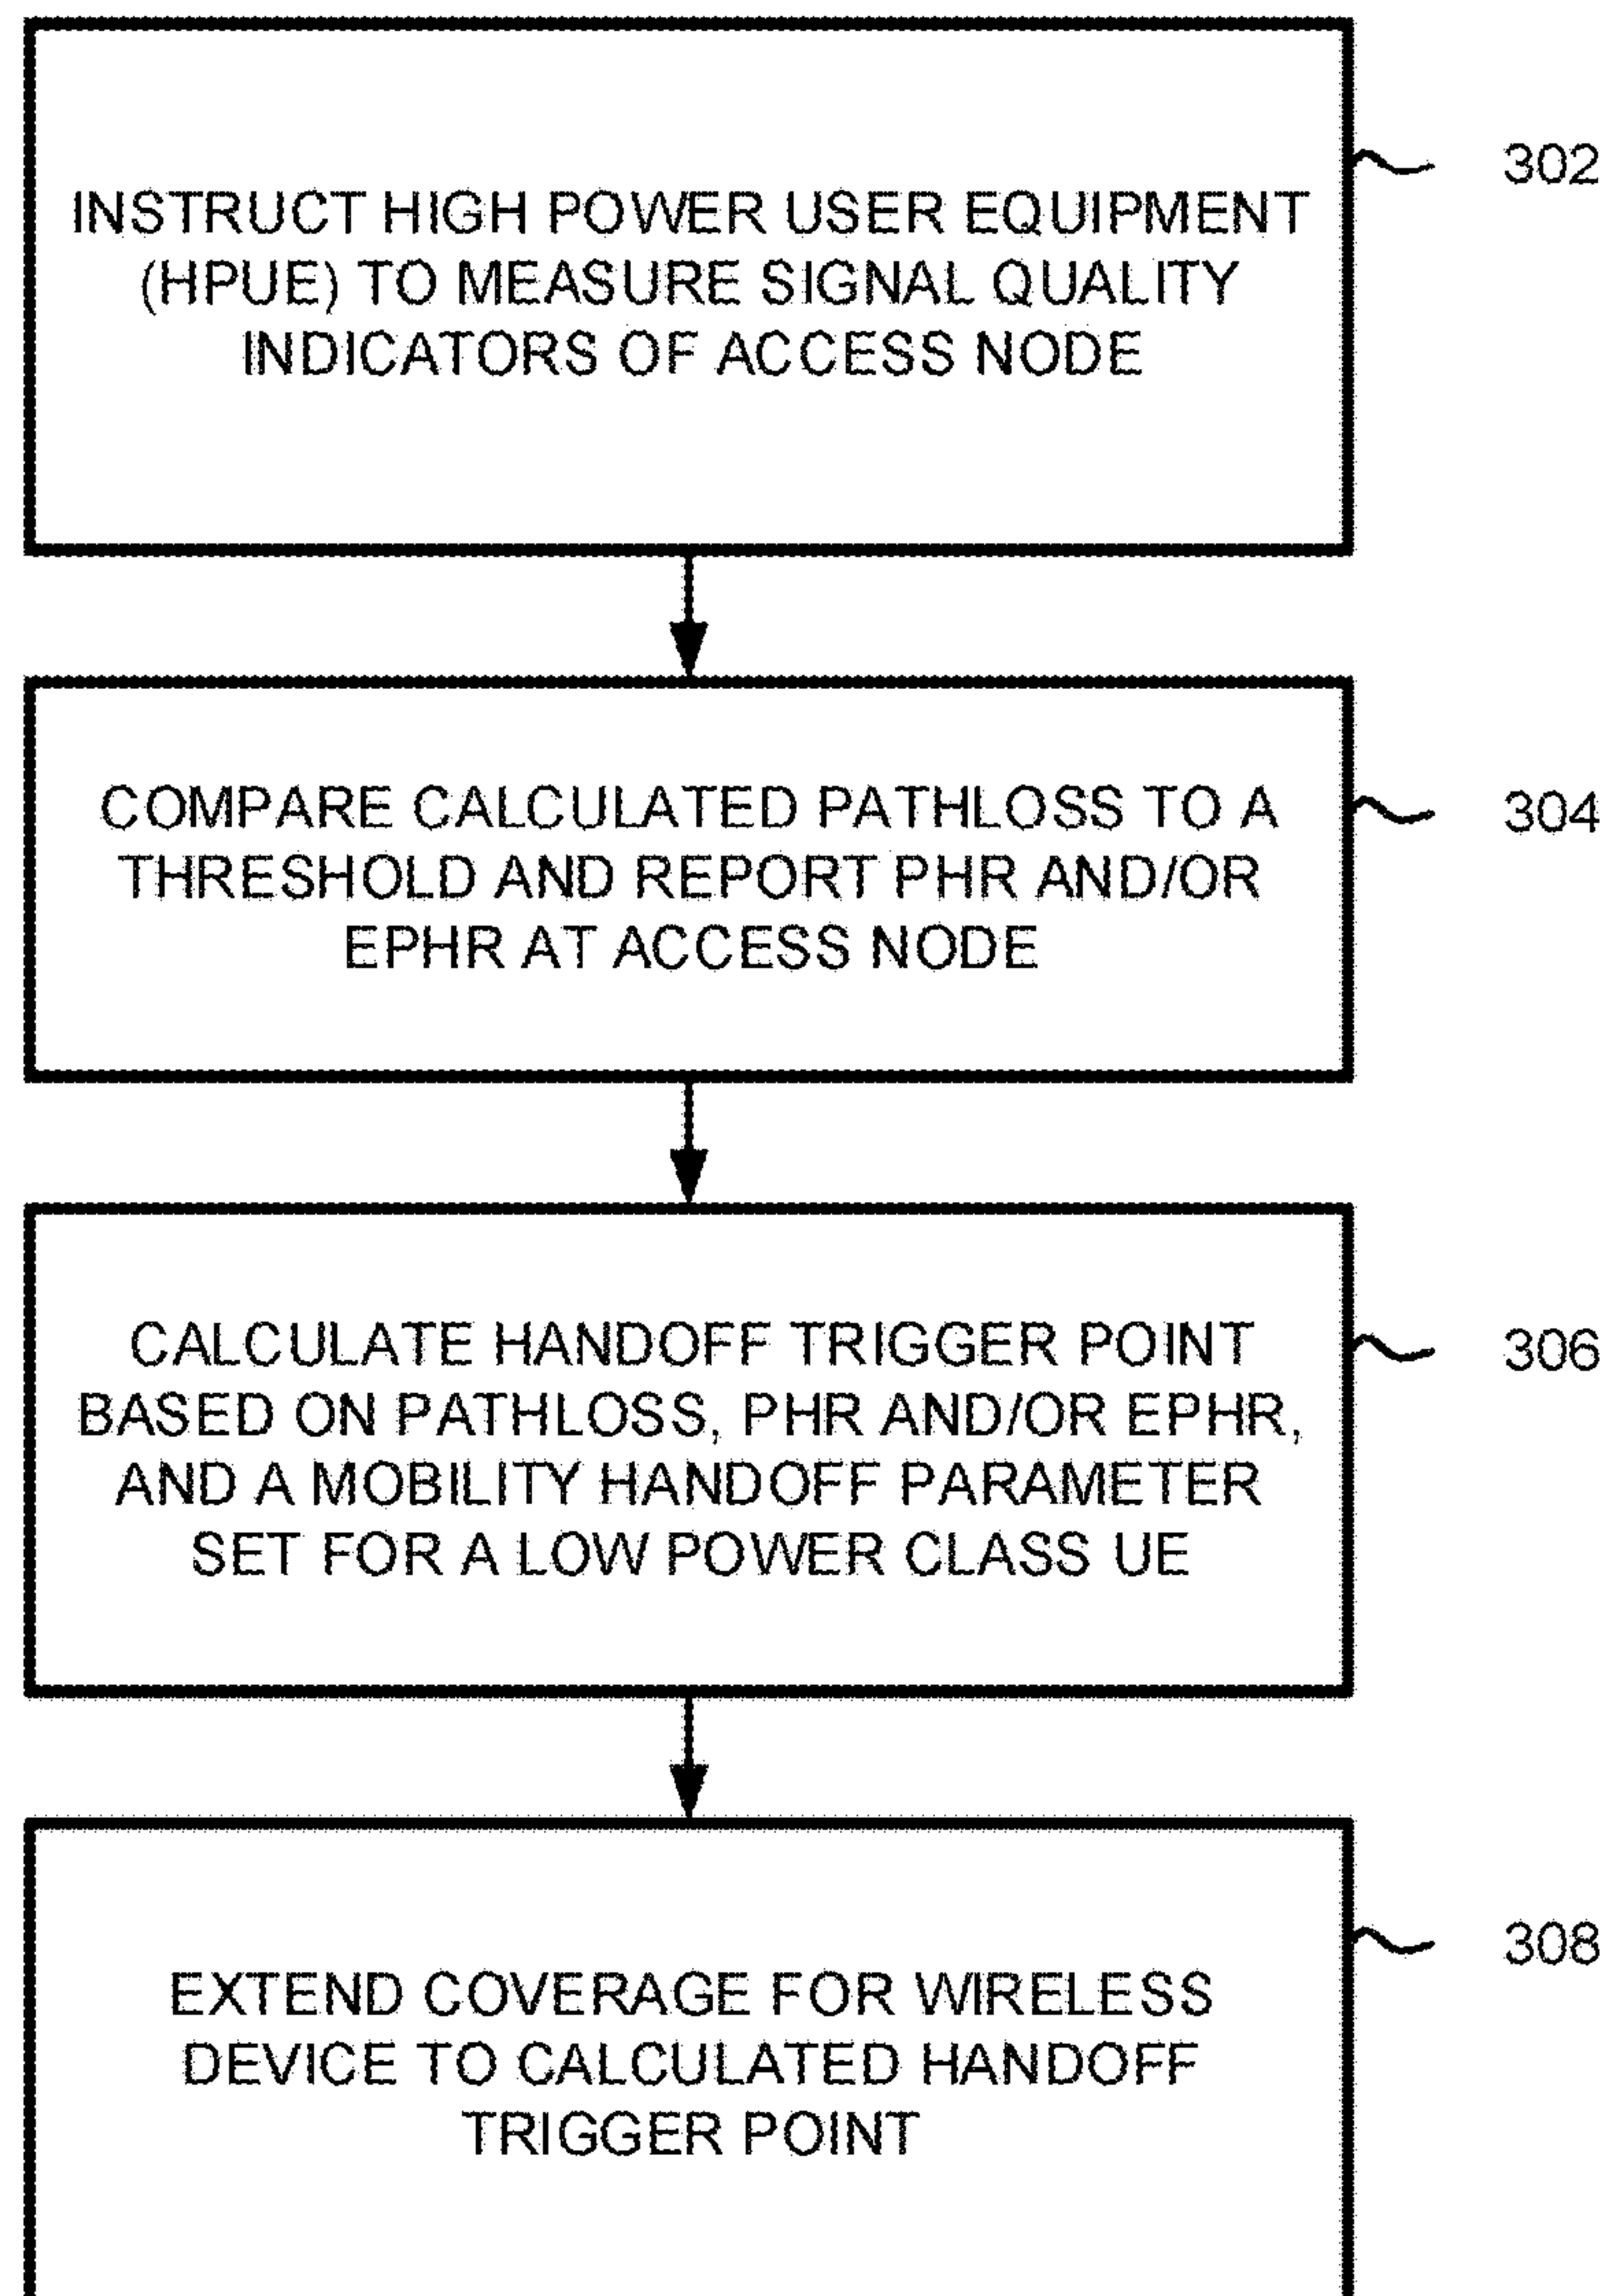 INSTRUCT HIGH POWER USER EQUIPMENT
(HPUE) TO MEASURE SIGNAL QUALITY
INDICATORS OF ACCESS NODE
302
COMPARE CALCULATED PATHLOSS TO A
THRESHOLD AND REPORT PHR AND/OR
EPHR AT ACCESS NODE
304
CALCULATE HANDOFF TRIGGER POINT
BASED ON PATHLOSS, PHR AND/OR EPHR,
AND A MOBILITY HANDOFF PARAMETER
SET FOR A LOW POWER CLASS UE
306
EXTEND COVERAGE FOR WIRELESS
DEVICE TO CALCULATED HANDOFF
TRIGGER POINT
308